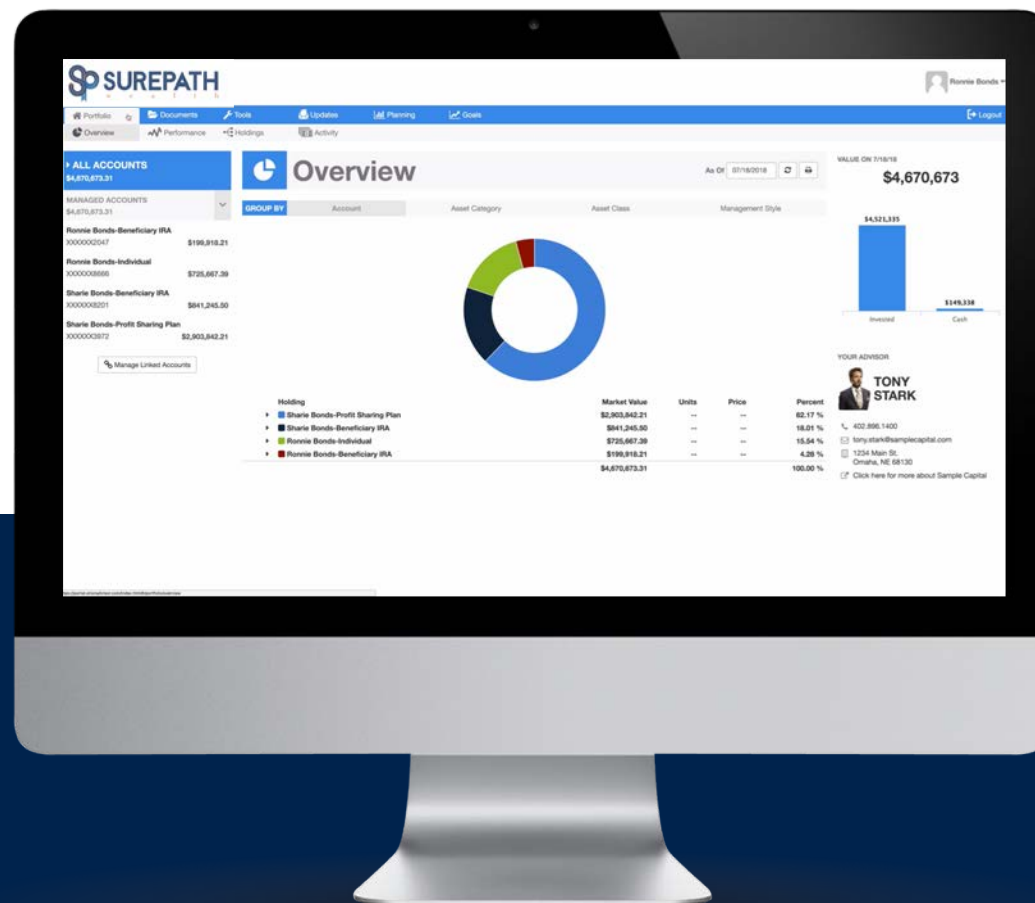 SUREPATH
w e a l t h
Ronnie Bonds
Portfolio Documents Tools Updates Planning Goals Logout
Overview Performance Holdings Activity
ALL ACCOUNTS
$4,670,673.31
MANAGED ACCOUNTS
$4,670,673.31
Ronnie Bonds-Beneficiary IRA
XXXXXX2047 $199,918.21
Ronnie Bonds-Individual
XXXXXX8666 $725,667.39
Sharie Bonds-Beneficiary IRA
XXXXXX8201 $841,245.50
Sharie Bonds-Profit Sharing Plan
XXXXXX3972 $2,903,842.21
Manage Linked Accounts
Overview
As Of 07/18/2018
GROUP BY Account Asset Category Asset Class Management Style
Holding Market Value Units Price Percent
Sharie Bonds-Profit Sharing Plan $2,903,842.21 -- -- 62.17 %
Sharie Bonds-Beneficiary IRA $841,245.50 -- -- 18.01 %
Ronnie Bonds-Individual $725,667.39 -- -- 15.54 %
Ronnie Bonds-Beneficiary IRA $199,918.21 -- -- 4.28 %
$4,670,673.31 100.00 %
VALUE ON 7/18/18
$4,670,673
$4,521,335
$149,338
Invested Cash
YOUR ADVISOR
TONY
STARK
402.896.1400
tony.stark@samplecapital.com
1234 Main St.
Omaha, NE 68130
Click here for more about Sample Capital